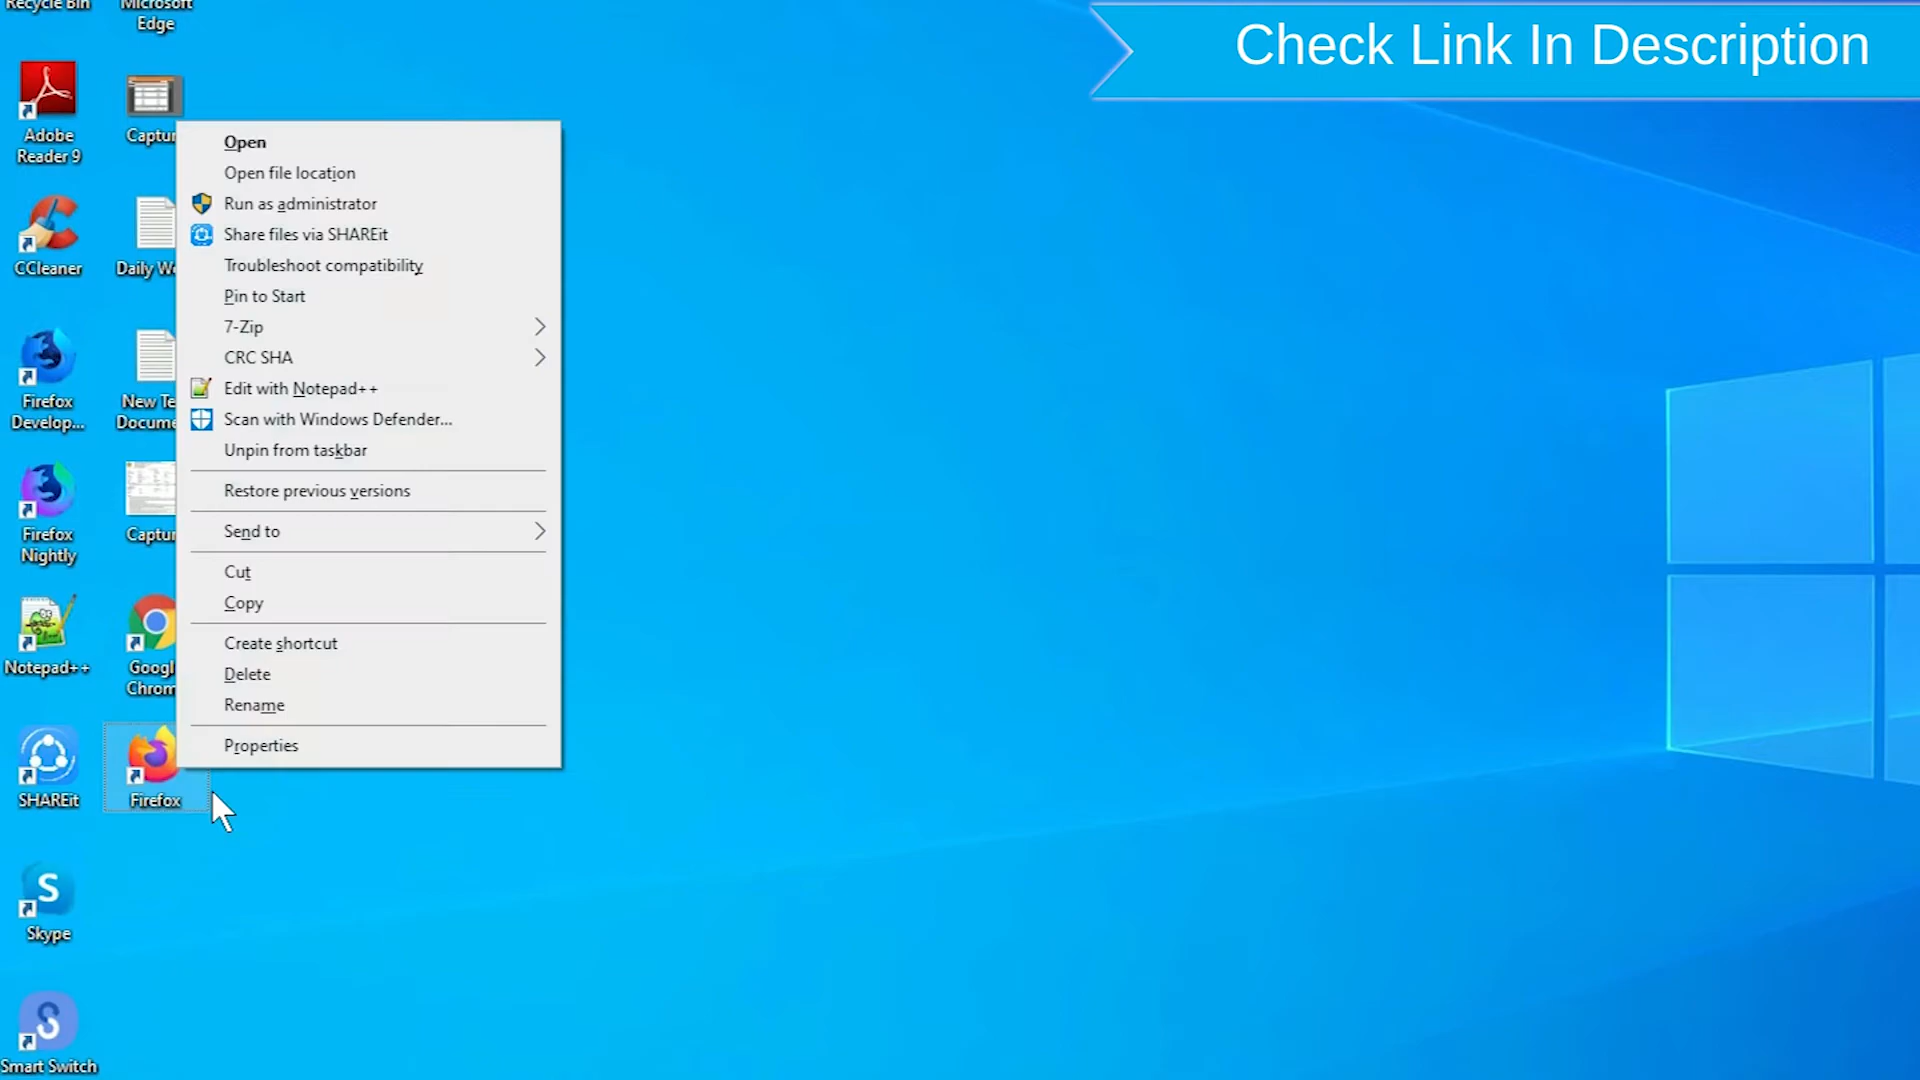 Recycle Bin
Microsoft
Edge
Check Link In Description
Adobe
Reader 9
Captur
CCleaner
Daily W
Firefox
Develop...
New Te
Docume
Firefox
Nightly
Captur
Notepad++
Googl
Chrom
SHAREit
Firefox
Skype
Smart Switch
Open
Open file location
Run as administrator
Share files via SHAREit
Troubleshoot compatibility
Pin to Start
7-Zip
CRC SHA
Edit with Notepad++
Scan with Windows Defender...
Unpin from taskbar
Restore previous versions
Send to
Cut
Copy
Create shortcut
Delete
Rename
Properties